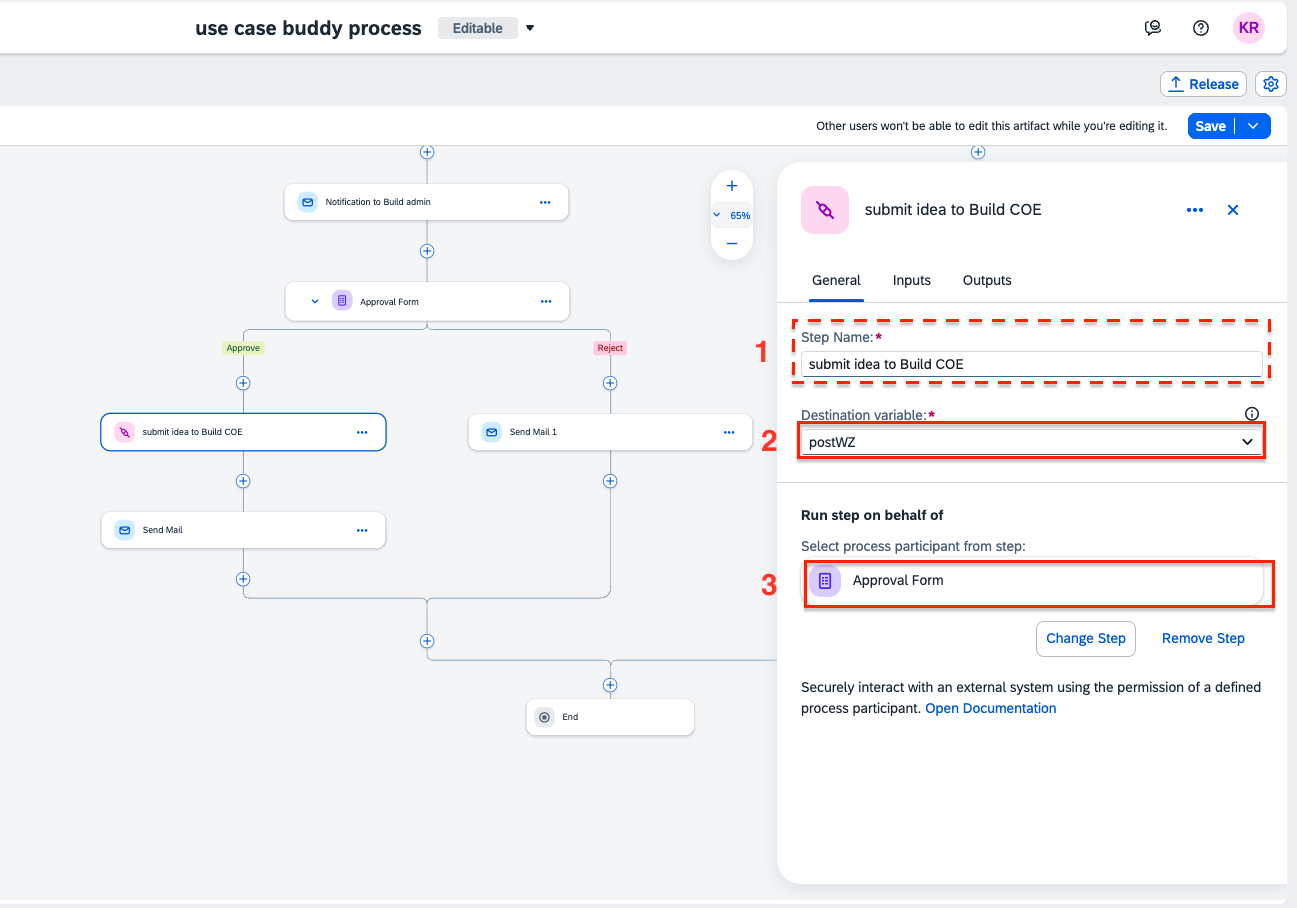 use case buddy process
Editable
KR
Release
Other users won't be able to edit this artifact while you're editing it.
Save
Notification to Build admin
65%
Approval Form
Approve
Reject
submit idea to Build COE
Send Mail 1
Send Mail
End
submit idea to Build COE
General
Inputs
Outputs
1
Step Name:*
submit idea to Build COE
Destination variable:*
2
postWZ
Run step on behalf of
Select process participant from step:
3
Approval Form
Change Step
Remove Step
Securely interact with an external system using the permission of a defined
process participant. Open Documentation